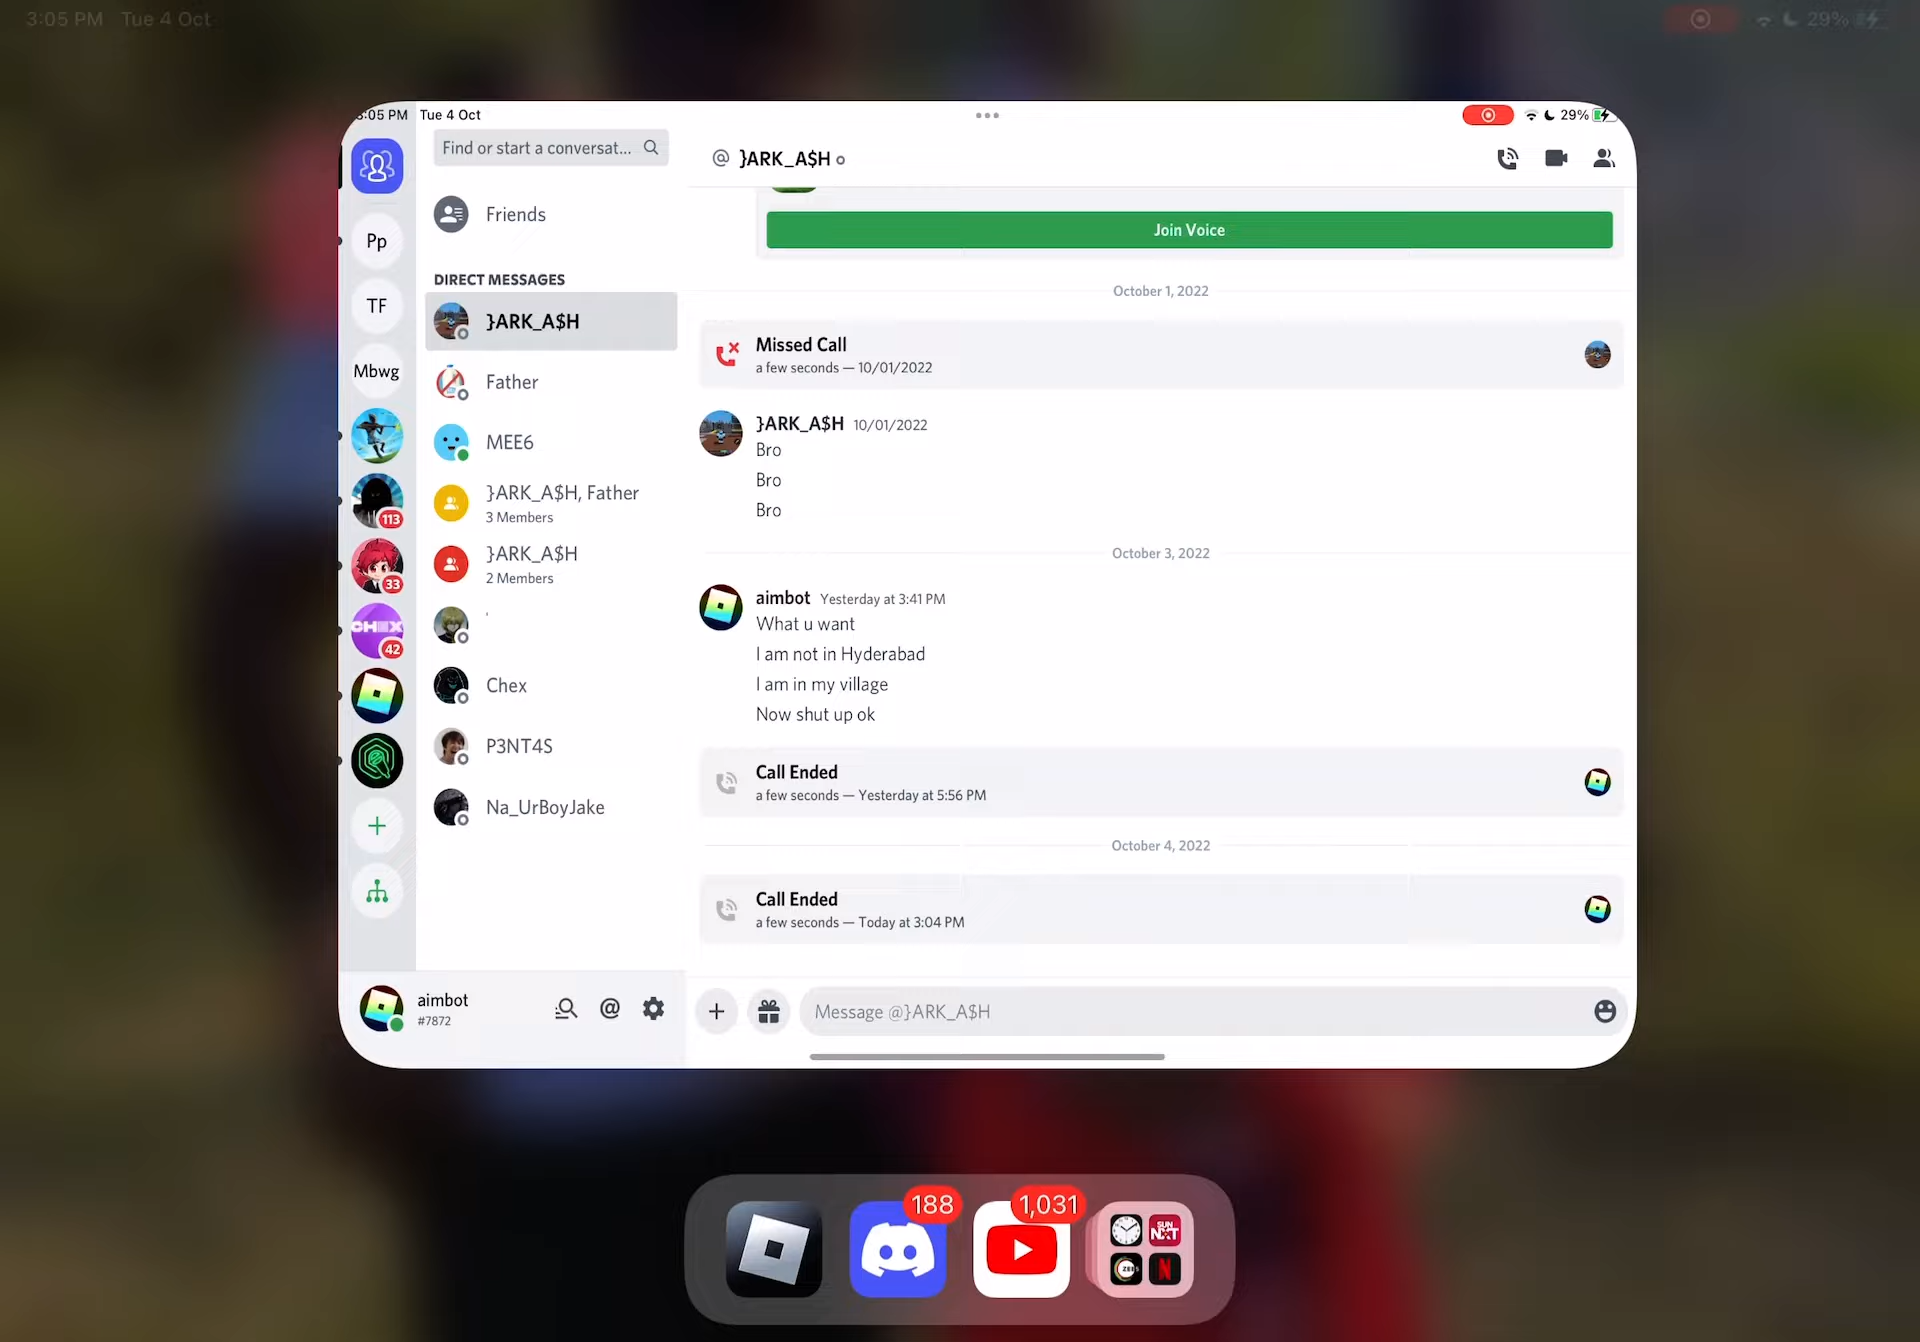 3:05 PM Tue 4 Oct
29%
3:05 PM Tue 4 Oct
29%
Find or start a conversat...
@ }ARK_A$H
Friends
Pp
TF
Mbwg
113
33
CHEX
42
DIRECT MESSAGES
}ARK_A$H
Father
MEE6
}ARK_A$H, Father
3 Members
}ARK_A$H
2 Members
'
Chex
P3NT4S
Na_UrBoyJake
aimbot
#7872
Join Voice
October 1, 2022
Missed Call
a few seconds — 10/01/2022
}ARK_A$H 10/01/2022
Bro
Bro
Bro
October 3, 2022
aimbot Yesterday at 3:41 PM
What u want
I am not in Hyderabad
I am in my village
Now shut up ok
Call Ended
a few seconds — Yesterday at 5:56 PM
October 4, 2022
Call Ended
a few seconds — Today at 3:04 PM
Message @}ARK_A$H
188
1,031
SUN
NXT
ZEE5
N